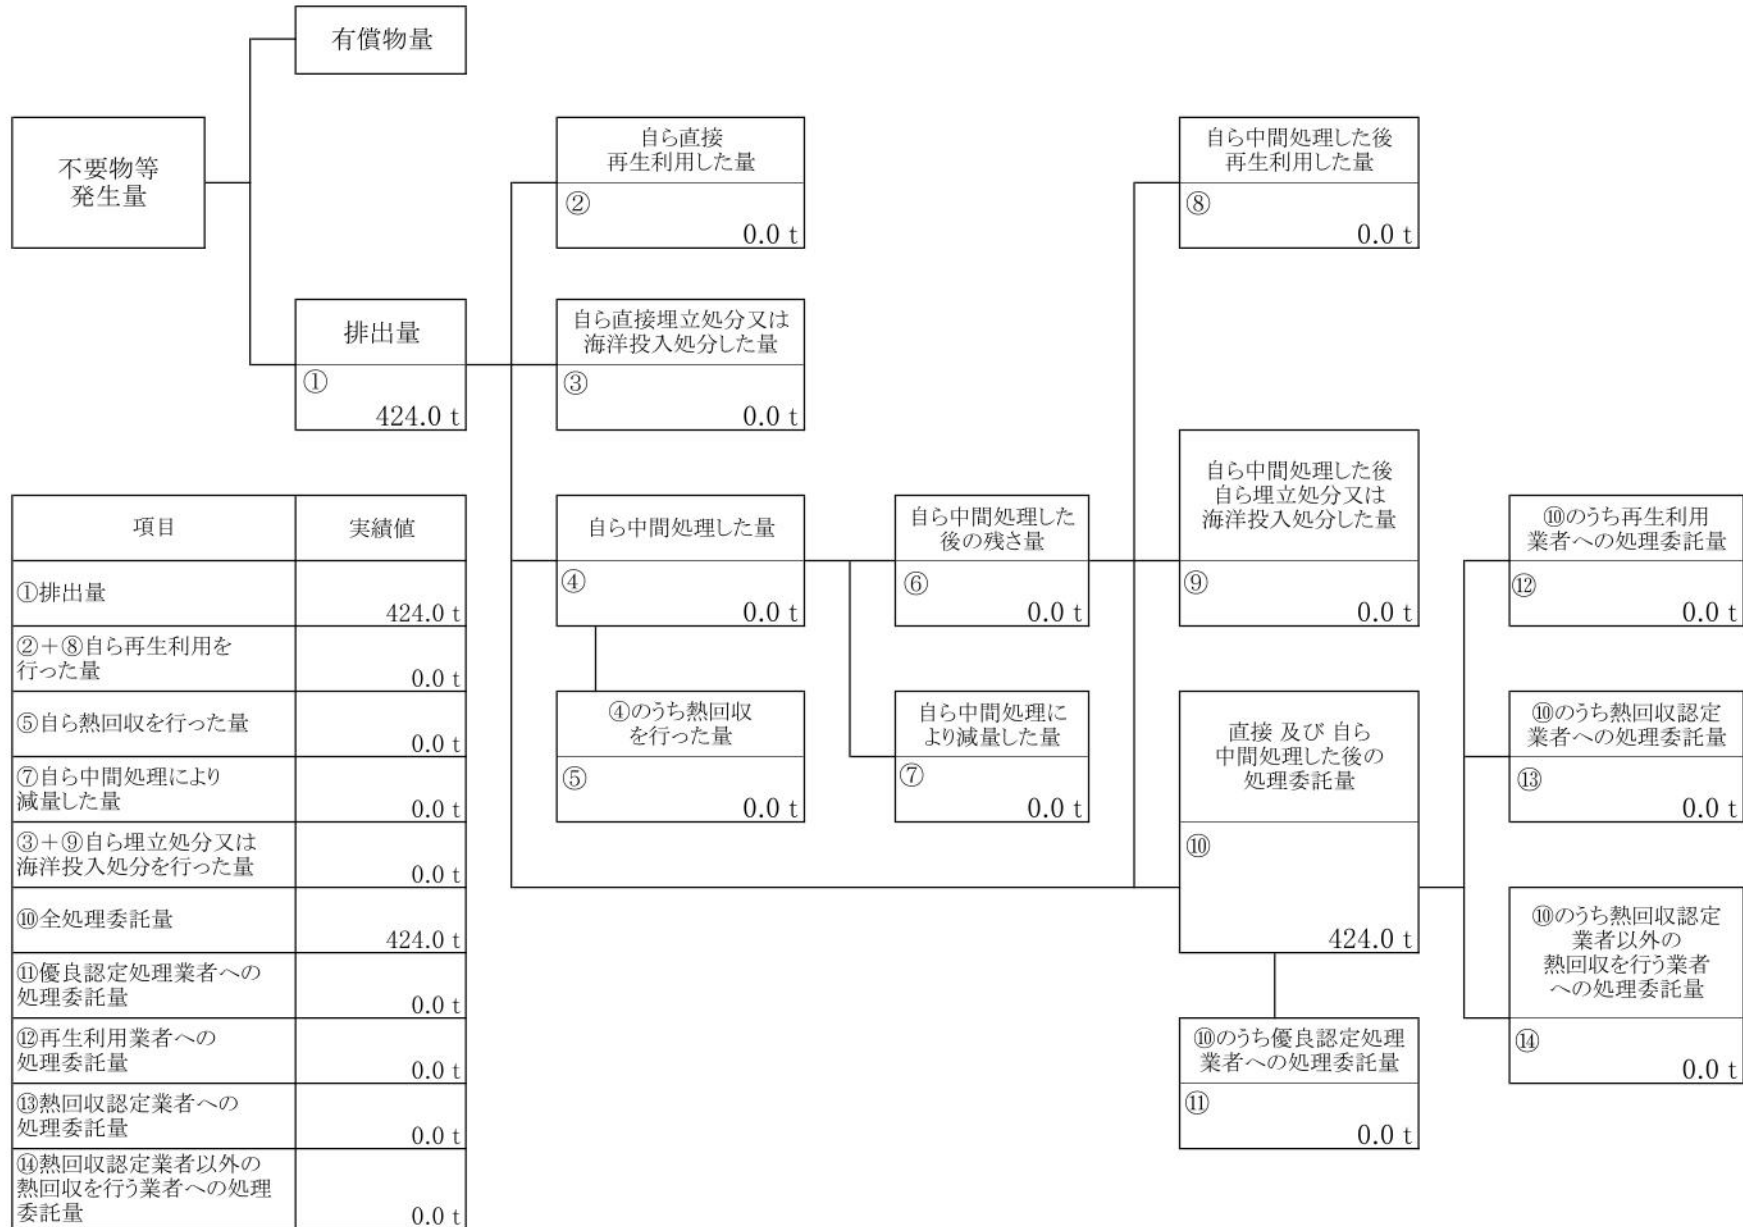 有償物量
不要物等
発生量
自ら直接
再生利用した量
②
0.0 t
自ら中間処理した後
再生利用した量
⑧
0.0 t
排出量
①
424.0 t
自ら直接埋立処分又は
海洋投入処分した量
③
0.0 t
自ら中間処理した量
④
0.0 t
自ら中間処理した
後の残さ量
⑥
0.0 t
自ら中間処理した後
自ら埋立処分又は
海洋投入処分した量
⑨
0.0 t
⑩のうち再生利用
業者への処理委託量
⑫
0.0 t
④のうち熱回収
を行った量
⑤
0.0 t
自ら中間処理に
より減量した量
⑦
0.0 t
直接 及び 自ら
中間処理した後の
処理委託量
⑩
424.0 t
⑩のうち熱回収認定
業者への処理委託量
⑬
0.0 t
⑩のうち熱回収認定
業者以外の
熱回収を行う業者
への処理委託量
⑭
0.0 t
⑩のうち優良認定処理
業者への処理委託量
⑪
0.0 t
項目 実績値
①排出量
424.0 t
②+⑧自ら再生利用を
行った量
0.0 t
⑤自ら熱回収を行った量
0.0 t
⑦自ら中間処理により
減量した量
0.0 t
③+⑨自ら埋立処分又は
海洋投入処分を行った量
0.0 t
⑩全処理委託量
424.0 t
⑪優良認定処理業者への
処理委託量
0.0 t
⑫再生利用業者への
処理委託量
0.0 t
⑬熱回収認定業者への
処理委託量
0.0 t
⑭熱回収認定業者以外の
熱回収を行う業者への処理
委託量
0.0 t